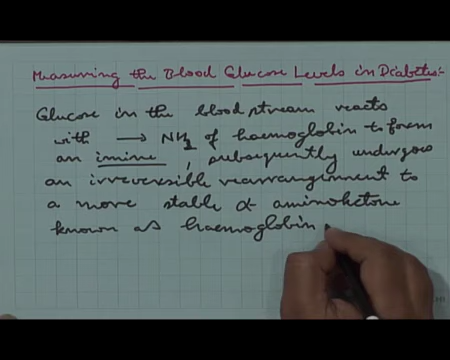 Measuring the Blood Glucose Levels in Diabetes:-
Glucose in the blood stream reacts
with → NH2 of haemoglobin to form
an imine, subsequently undergoes
an irreversible rearrangement to
a more stable α aminoketone
known as haemoglobin